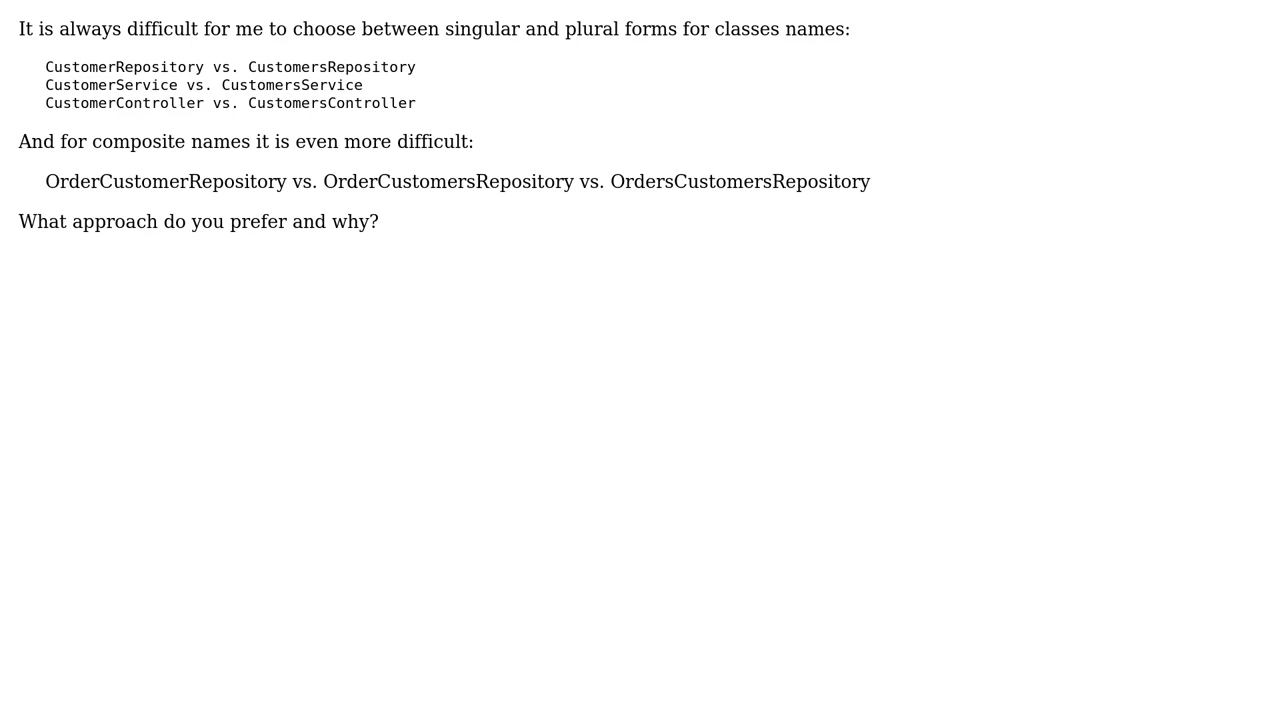 It is always difficult for me to choose between singular and plural forms for classes names:
CustomerRepository vs. CustomersRepository
CustomerService vs. CustomersService
CustomerController vs. CustomersController
And for composite names it is even more difficult:
OrderCustomerRepository vs. OrderCustomersRepository vs. OrdersCustomersRepository
What approach do you prefer and why?